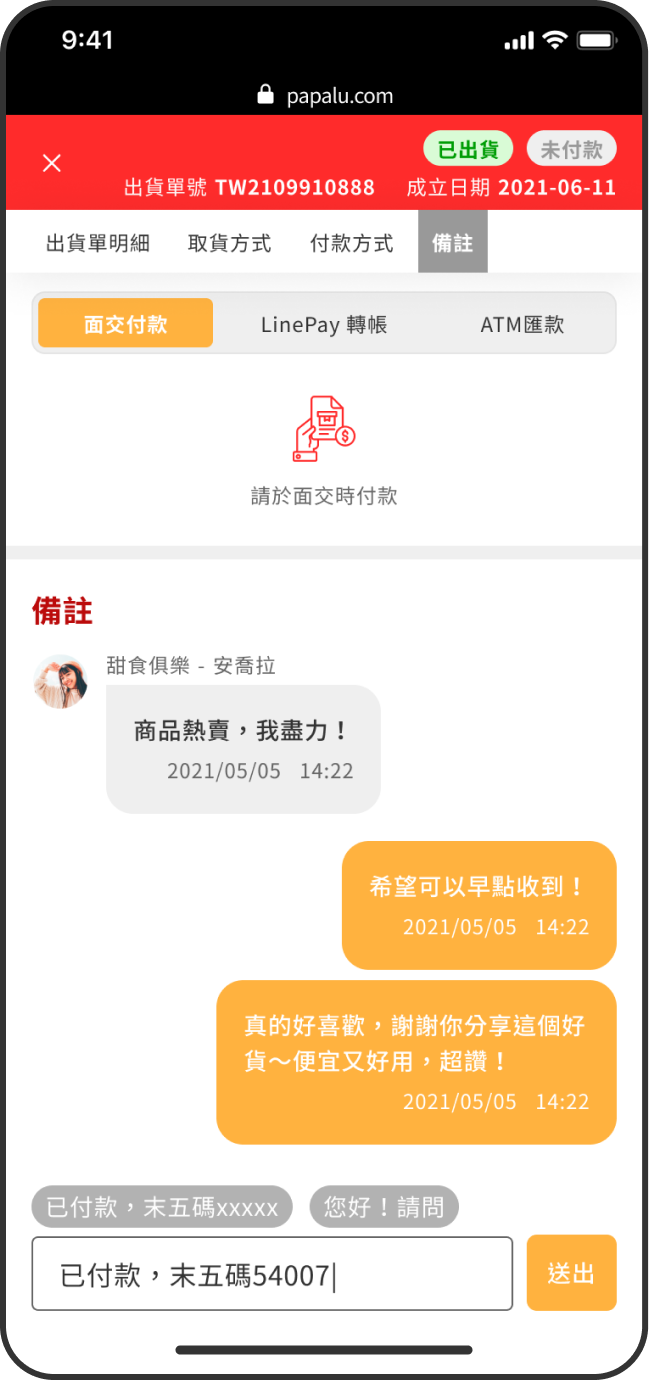 9:41
papalu.com
已出貨 未付款
出貨單號 TW2109910888 成立日期 2021-06-11
出貨單明細 取貨方式 付款方式 備註
面交付款 LinePay 轉帳 ATM匯款
$
請於面交時付款
備註
甜食俱樂 - 安喬拉
商品熱賣，我盡力！
2021/05/05 14:22
希望可以早點收到！
2021/05/05 14:22
真的好喜歡，謝謝你分享這個好
貨～便宜又好用，超讚！
2021/05/05 14:22
已付款，末五碼xxxxx 您好！請問
已付款，末五碼54007 送出